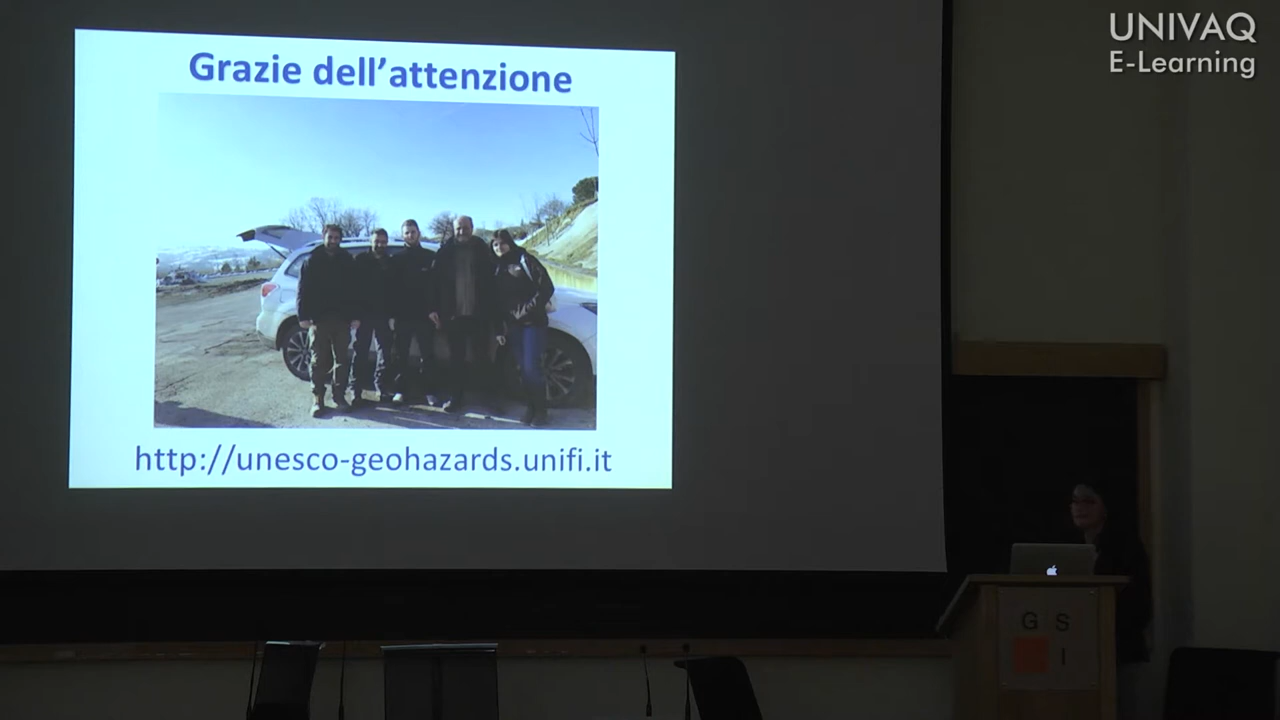 UNIVAQ
E-Learning
Grazie dell'attenzione
http://unesco-geohazards.unifi.it
G S
I